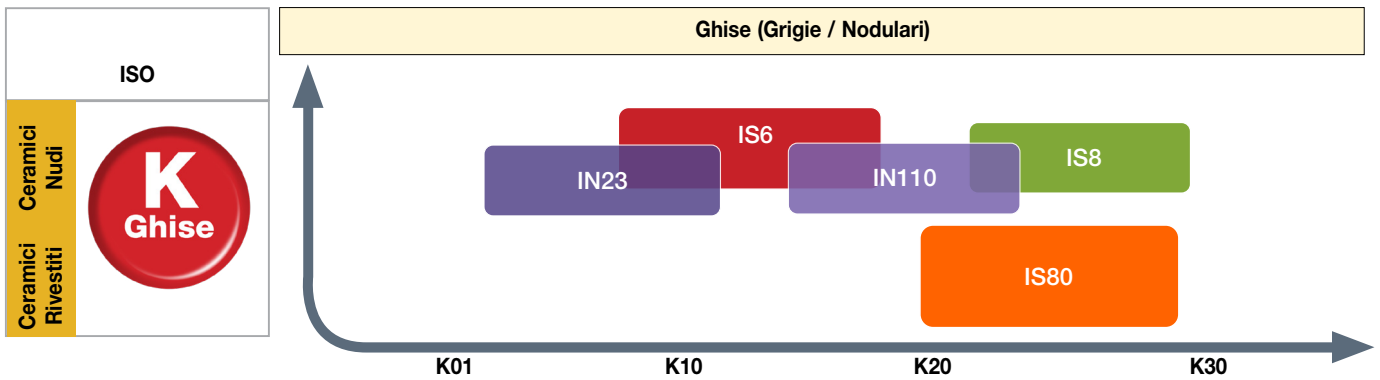 Ghise (Grigie / Nodulari)
ISO
Ceramici
Nudi
Ceramici
Rivestiti
K
Ghise
IS6
IN23
IN110
IS8
IS80
K01
K10
K20
K30